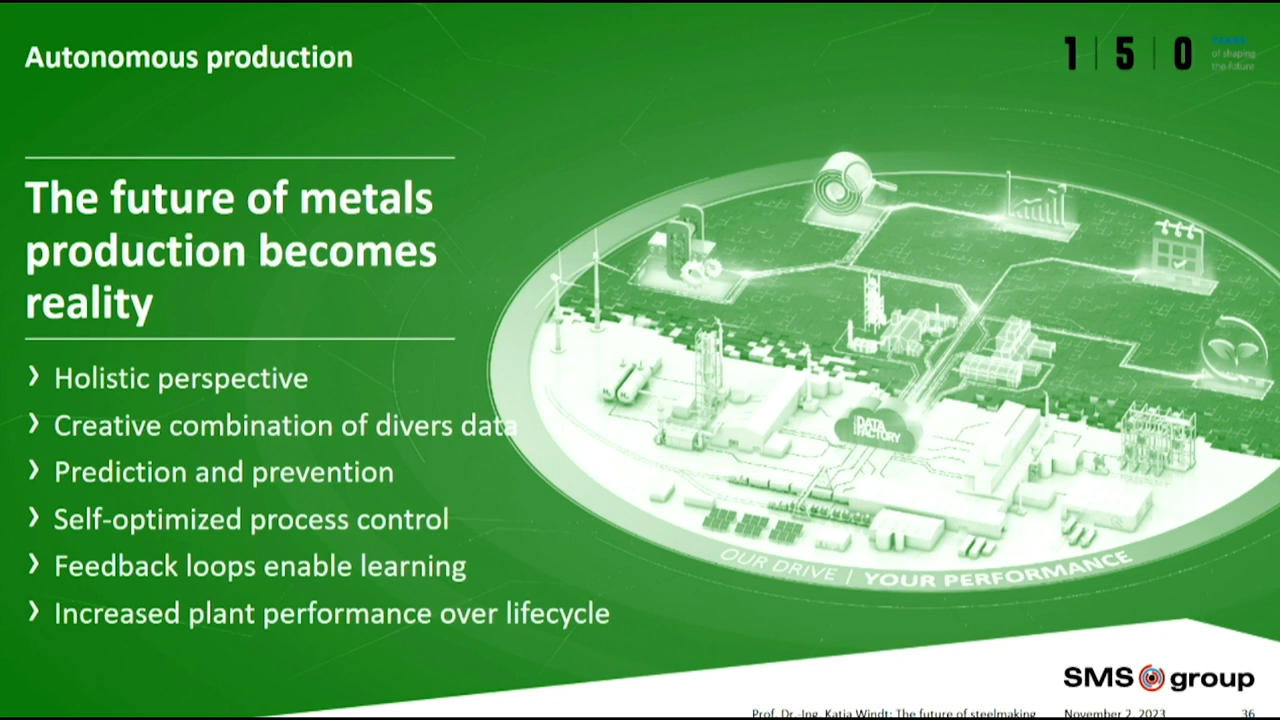 Autonomous production
1 | 5 | 0
of shaping
the future
The future of metals
production becomes
reality
› Holistic perspective
› Creative combination of divers data
› Prediction and prevention
› Self-optimized process control
› Feedback loops enable learning
› Increased plant performance over lifecycle
DATA
FACTORY
OUR DRIVE | YOUR PERFORMANCE
SMS group
Prof. Dr.-Ing. Katja Windt: The future of steelmaking November 2, 2023 36